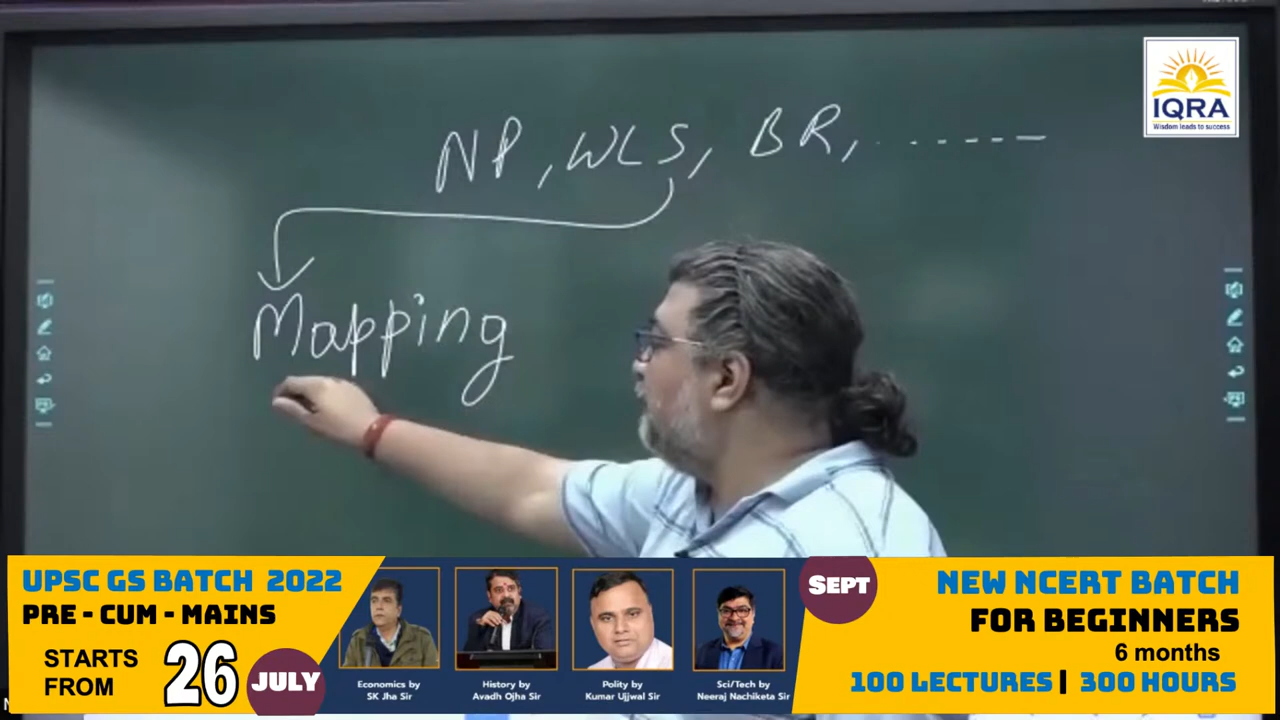 IQRA
Wisdom leads to success
NP, WLS, BR, . . - - - - -
Mapping
UPSC GS BATCH 2022
PRE - CUM - MAINS
STARTS
FROM
26
JULY
Economics by
SK Jha Sir
History by
Avadh Ojha Sir
Polity by
Kumar Ujjwal Sir
Sci/Tech by
Neeraj Nachiketa Sir
SEPT
NEW NCERT BATCH
FOR BEGINNERS
6 months
100 LECTURES | 300 HOURS